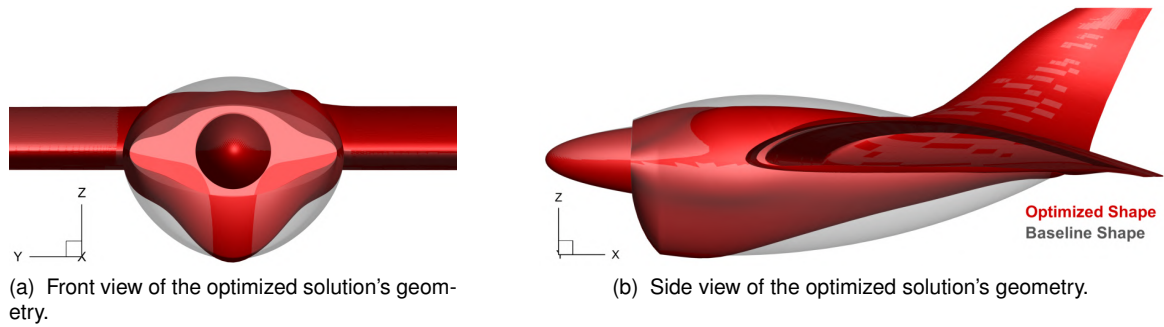 Z
Y
X
Z
X
Optimized Shape
Baseline Shape
(a) Front view of the optimized solution's geom-
etry.
(b) Side view of the optimized solution's geometry.